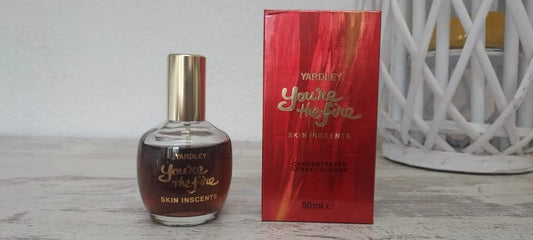 YARDLEY
You're
the fire
SKIN INSCENTS
YARDLEY
You're
the fire
SKIN INSCENTS
CONCENTRATED
SPRAY COLOGNE
50 ml e